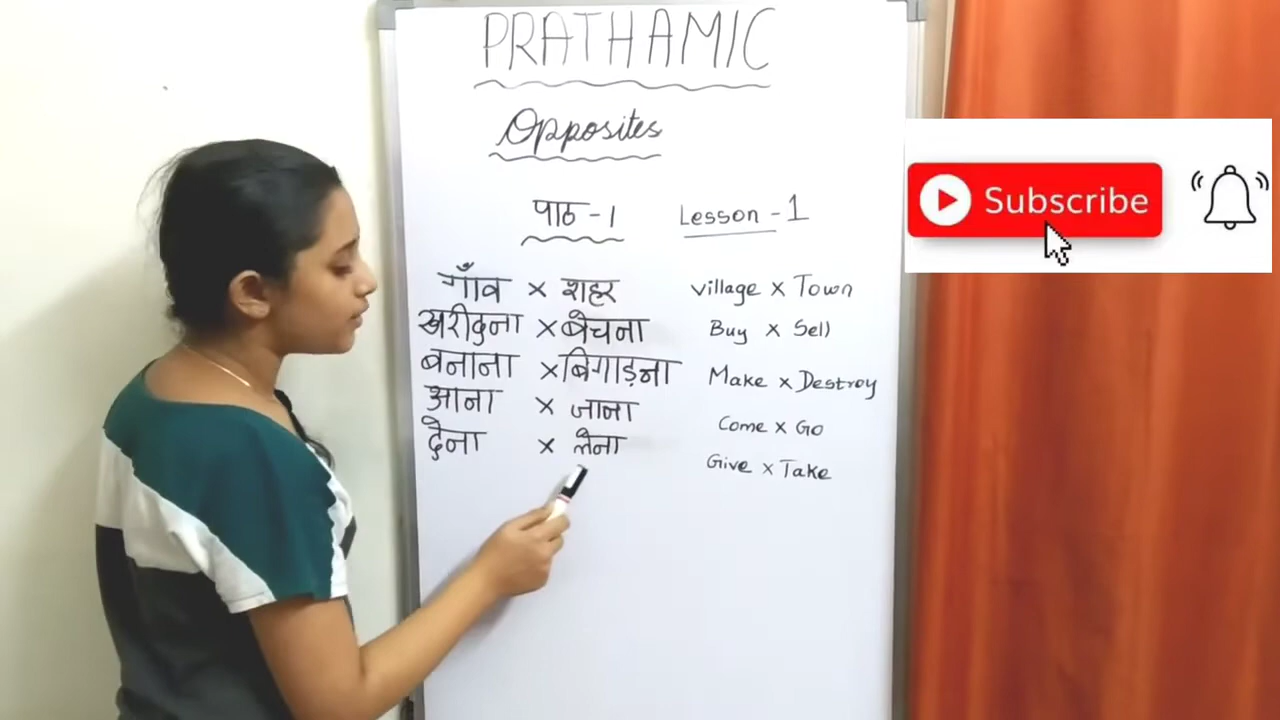 PRATHAMIC
Opposites
पाठ -1 Lesson -1
गाँव × शहर village × Town
खरीदुना × बेचना Buy × Sell
बनाना × बिगाड़ना Make × Destroy
आना × जाना Come × Go
देना × लेना Give × Take
Subscribe